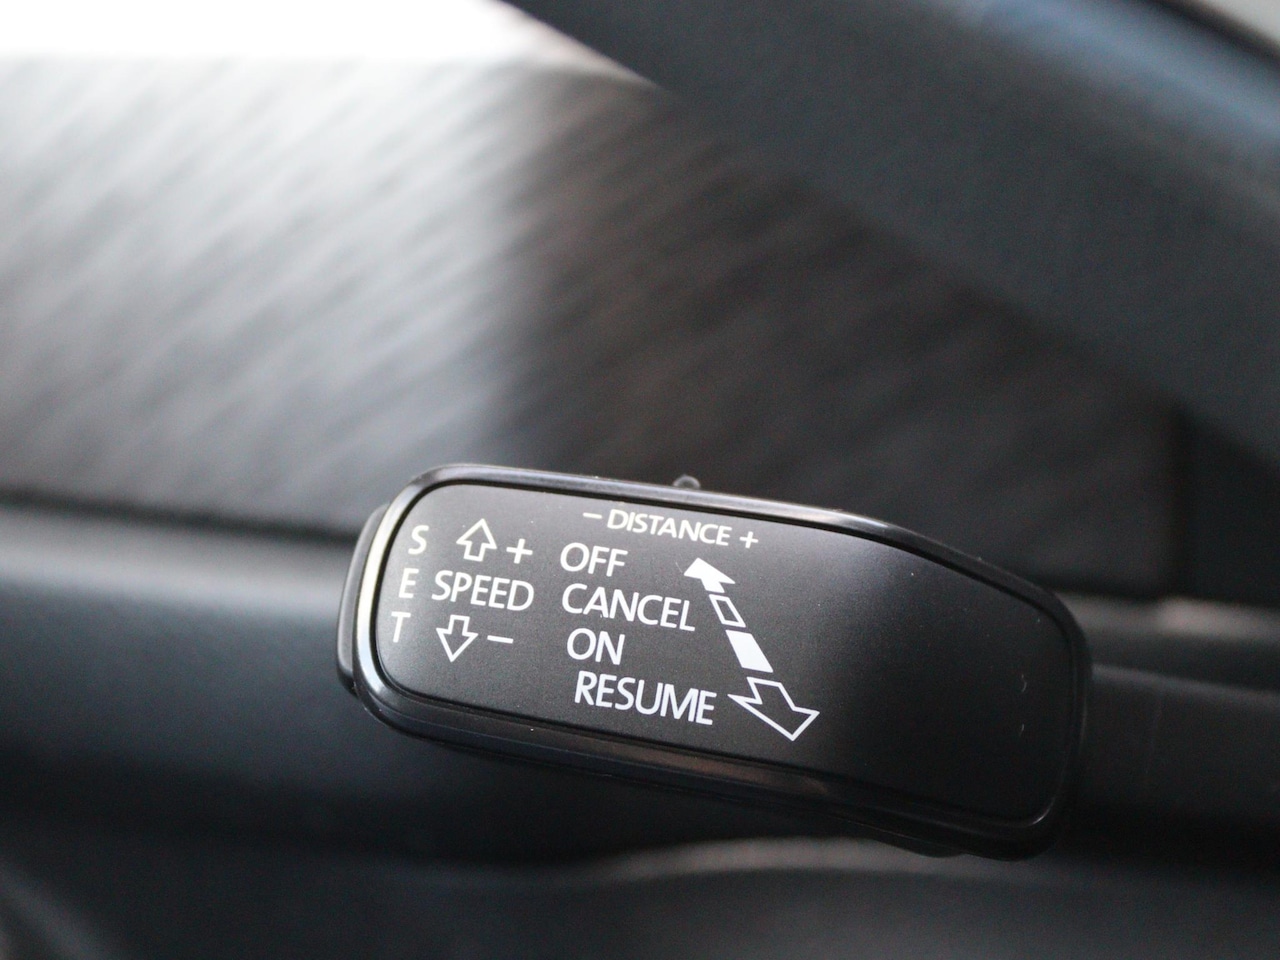 - DISTANCE +
S
E
T
+
SPEED
-
OFF
CANCEL
ON
RESUME